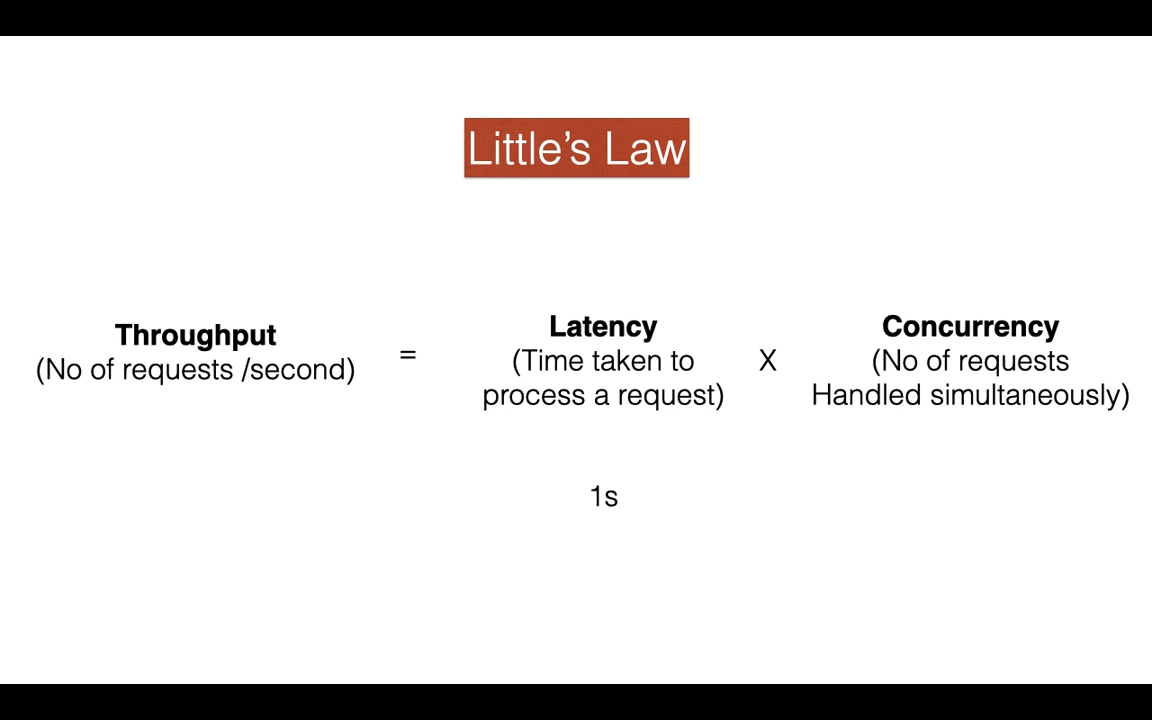 Little’s Law
Throughput
(No of requests /second)
=
Latency
(Time taken to
process a request)
X
Concurrency
(No of requests
Handled simultaneously)
1s